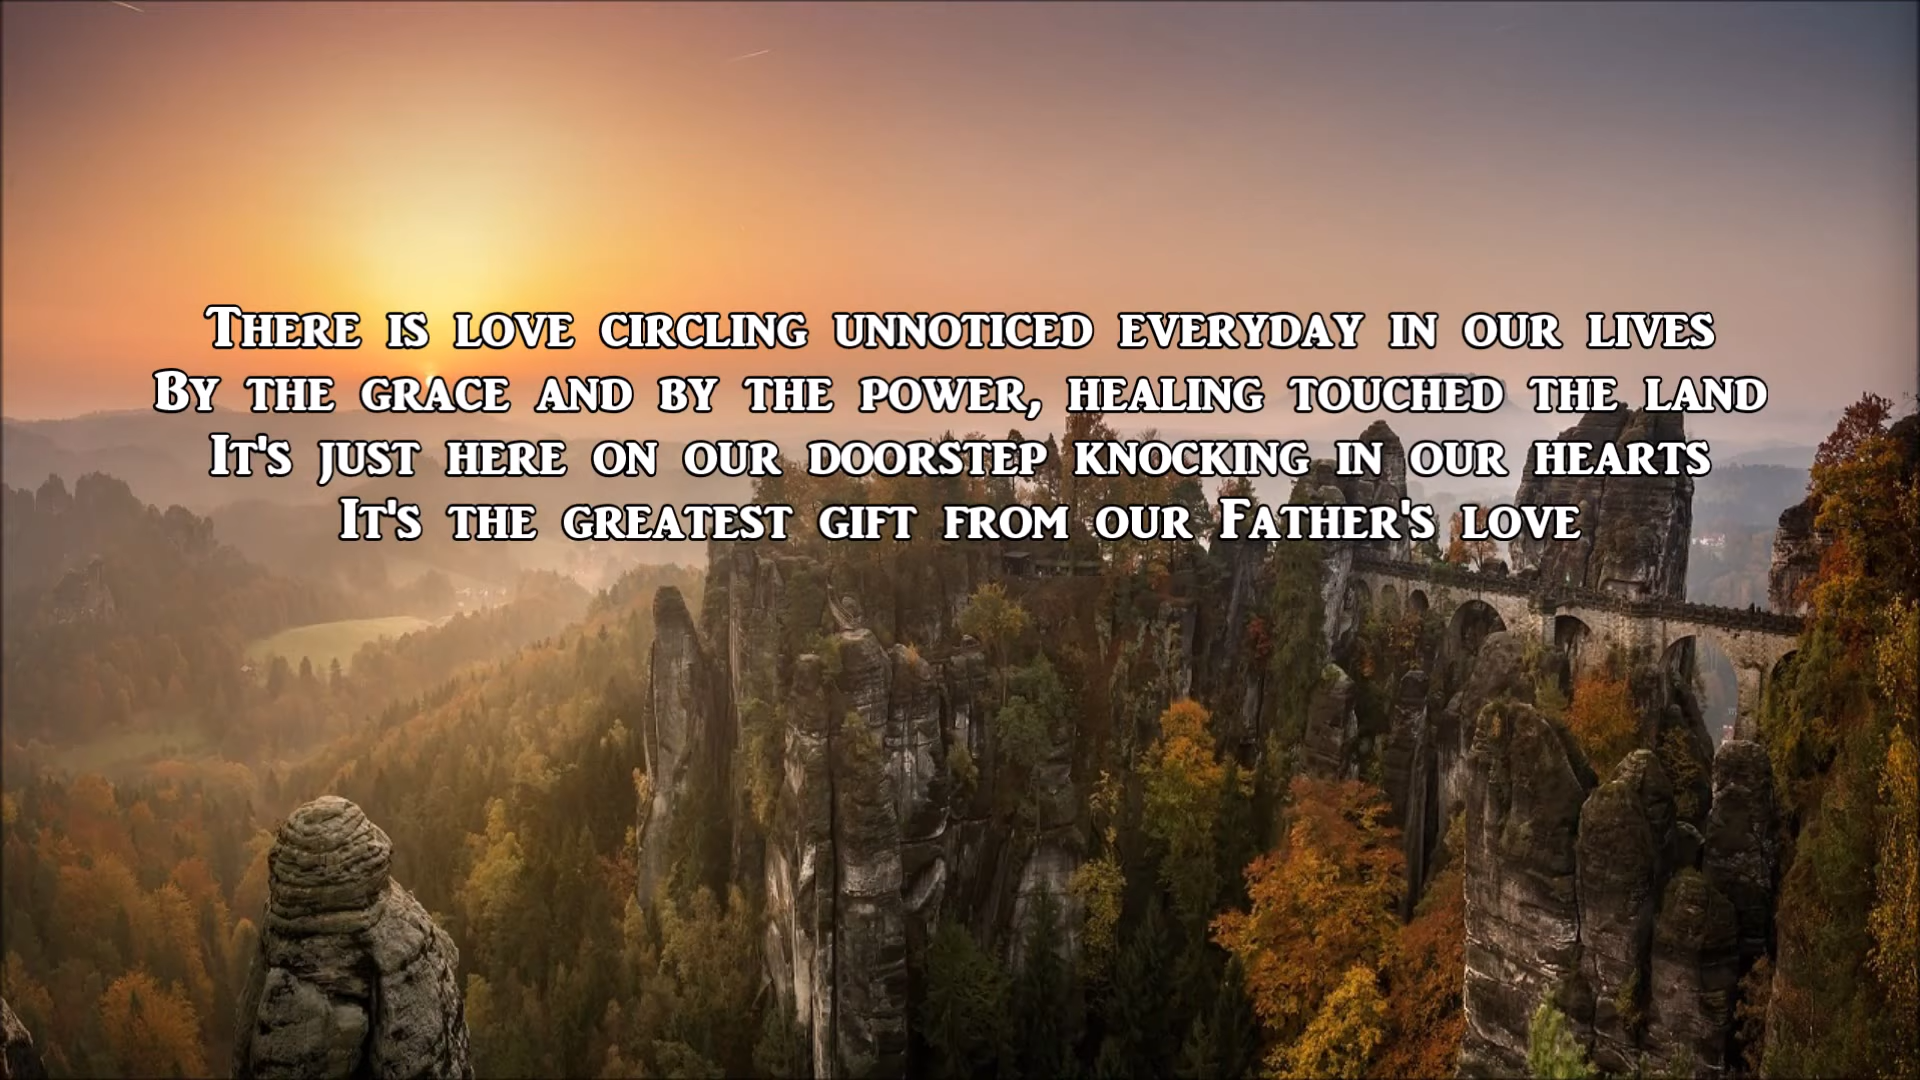 There is love circling unnoticed everyday in our lives
By the grace and by the power, healing touched the land
It's just here on our doorstep knocking in our hearts
It's the greatest gift from our Father's love